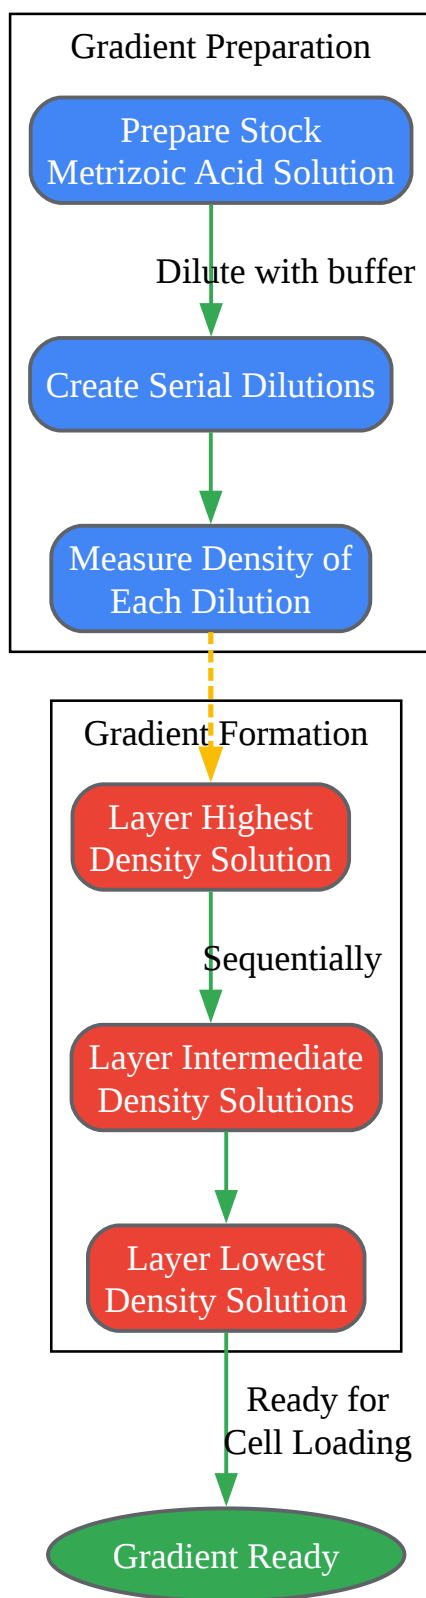 Gradient Preparation
Prepare Stock
Metrizoic Acid Solution
Dilute with buffer
Create Serial Dilutions
Measure Density of
Each Dilution
Gradient Formation
Layer Highest
Density Solution
Sequentially
Layer Intermediate
Density Solutions
Layer Lowest
Density Solution
Ready for
Cell Loading
Gradient Ready